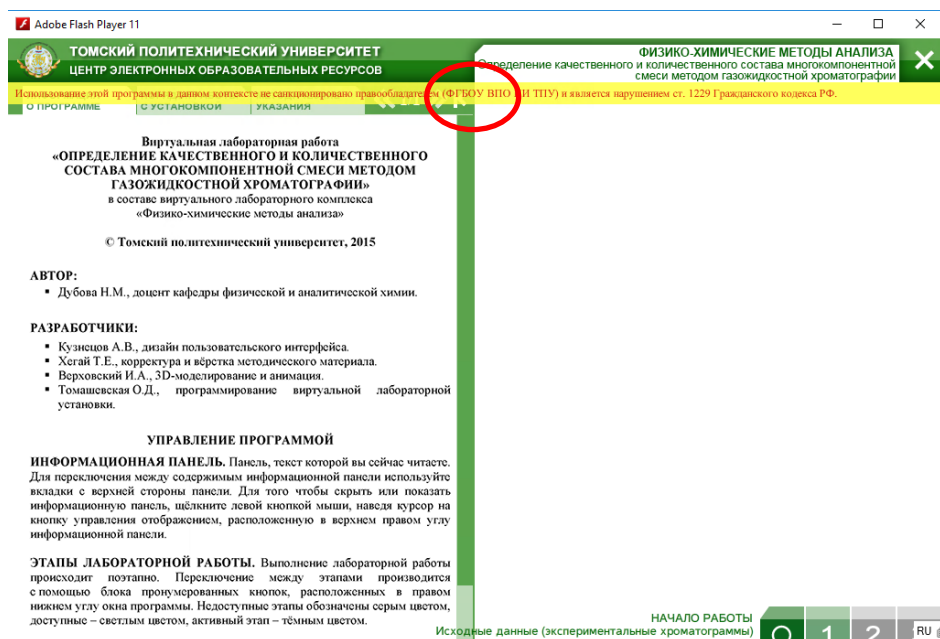 Adobe Flash Player 11
ТОМСКИЙ ПОЛИТЕХНИЧЕСКИЙ УНИВЕРСИТЕТ
ЦЕНТР ЭЛЕКТРОННЫХ ОБРАЗОВАТЕЛЬНЫХ РЕСУРСОВ
ФИЗИКО-ХИМИЧЕСКИЕ МЕТОДЫ АНАЛИЗА
Определение качественного и количественного состава многокомпонентной
смеси методом газожидкостной хроматографии
Использование этой программы в данном контексте не санкционировано правообладателем (ФГБОУ ВПО НИ ТПУ) и является нарушением ст. 1229 Гражданского кодекса РФ.
О ПРОГРАММЕ
С УСТАНОВКОЙ
УКАЗАНИЯ
Виртуальная лабораторная работа
«ОПРЕДЕЛЕНИЕ КАЧЕСТВЕННОГО И КОЛИЧЕСТВЕННОГО
СОСТАВА МНОГОКОМПОНЕНТНОЙ СМЕСИ МЕТОДОМ
ГАЗОЖИДКОСТНОЙ ХРОМАТОГРАФИИ»
в составе виртуального лабораторного комплекса
«Физико-химические методы анализа»
© Томский политехнический университет, 2015
АВТОР:
▪ Дубова Н.М., доцент кафедры физической и аналитической химии.
РАЗРАБОТЧИКИ:
▪ Кузнецов А.В., дизайн пользовательского интерфейса.
▪ Хегай Т.Е., корректура и вёрстка методического материала.
▪ Верховский И.А., 3D-моделирование и анимация.
▪ Томашевская О.Д., программирование виртуальной лабораторной
установки.
УПРАВЛЕНИЕ ПРОГРАММОЙ
ИНФОРМАЦИОННАЯ ПАНЕЛЬ. Панель, текст которой вы сейчас читаете.
Для переключения между содержимым информационной панели используйте
вкладки с верхней стороны панели. Для того чтобы скрыть или показать
информационную панель, щёлкните левой кнопкой мыши, наведя курсор на
кнопку управления отображением, расположенную в верхнем правом углу
информационной панели.
ЭТАПЫ ЛАБОРАТОРНОЙ РАБОТЫ. Выполнение лабораторной работы
происходит поэтапно. Переключение между этапами производится
с помощью блока пронумерованных кнопок, расположенных в правом
нижнем углу окна программы. Недоступные этапы обозначены серым цветом,
доступные – светлым цветом, активный этап – тёмным цветом.
НАЧАЛО РАБОТЫ
Исходные данные (экспериментальные хроматограммы)
0 1 2 RU